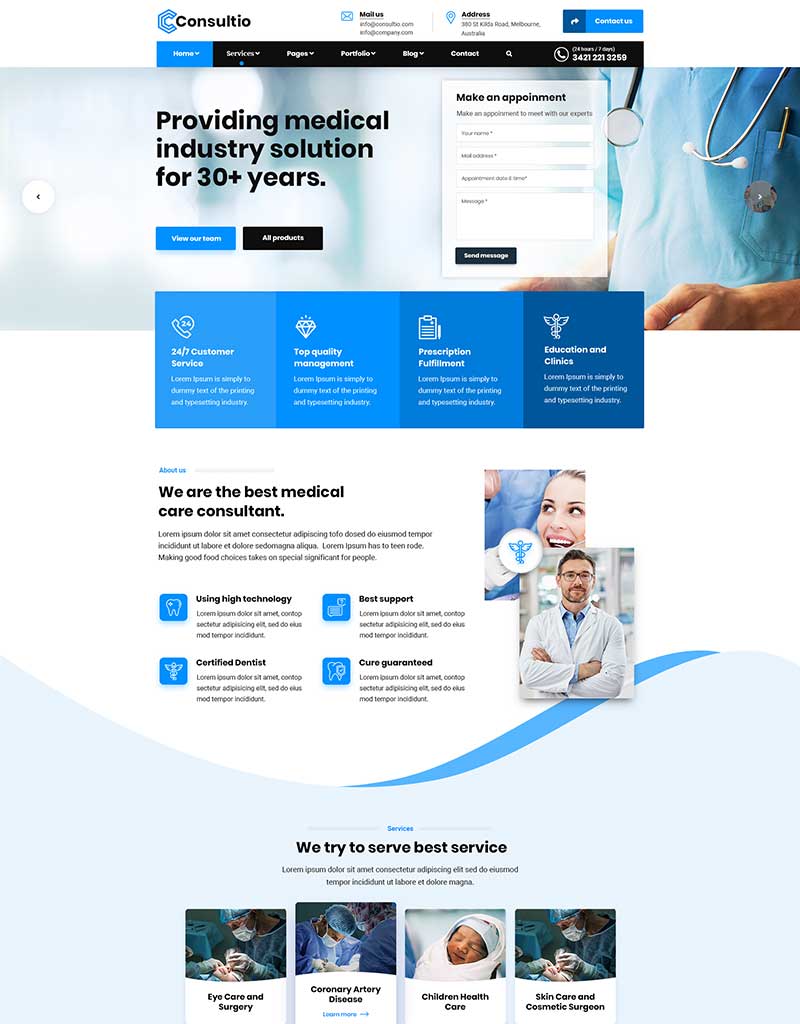 Consultio
Mail us
info@consultio.com
info@company.com
Address
380 St Kilda Road, Melbourne,
Australia
Contact us
Home
Services
Pages
Portfolio
Blog
Contact
(24 hours / 7 days)
3421 221 3259
Providing medical
industry solution
for 30+ years.
View our team
All products
Make an appoinment
Make an appoinment to meet with our experts
Your name *
Mail address *
Appointment date & time*
Message *
Send message
24
24/7 Customer
Service
Lorem Ipsum is simply to
dummy text of the printing
and typesetting industry.
Top quality
management
Lorem Ipsum is simply to
dummy text of the printing
and typesetting industry.
Prescription
Fulfillment
Lorem Ipsum is simply to
dummy text of the printing
and typesetting industry.
Education and
Clinics
Lorem Ipsum is simply to
dummy text of the printing
and typesetting industry.
About us
We are the best medical
care consultant.
Lorem ipsum dolor sit amet consectetur adipiscing tofo dosed do eiusmod tempor
incididunt ut labore et dolore sedomagna aliqua. Lorem Ipsum has to teen rode.
Making good food choices takes on special significant for people.
Using high technology
Lorem ipsum dolor sit amet, contop
sectetur adipisicing elit, sed do eius
mod tempor incididunt.
Best support
Lorem ipsum dolor sit amet, contop
sectetur adipisicing elit, sed do eius
mod tempor incididunt.
Certified Dentist
Lorem ipsum dolor sit amet, contop
sectetur adipisicing elit, sed do eius
mod tempor incididunt.
Cure guaranteed
Lorem ipsum dolor sit amet, contop
sectetur adipisicing elit, sed do eius
mod tempor incididunt.
Services
We try to serve best service
Lorem ipsum dolor sit amet consectetur adipiscing elit sed do eiusmod
tempor incididunt ut labore et dolore magna.
Eye Care and
Surgery
Coronary Artery
Disease
Learn more
Children Health
Care
Skin Care and
Cosmetic Surgeon